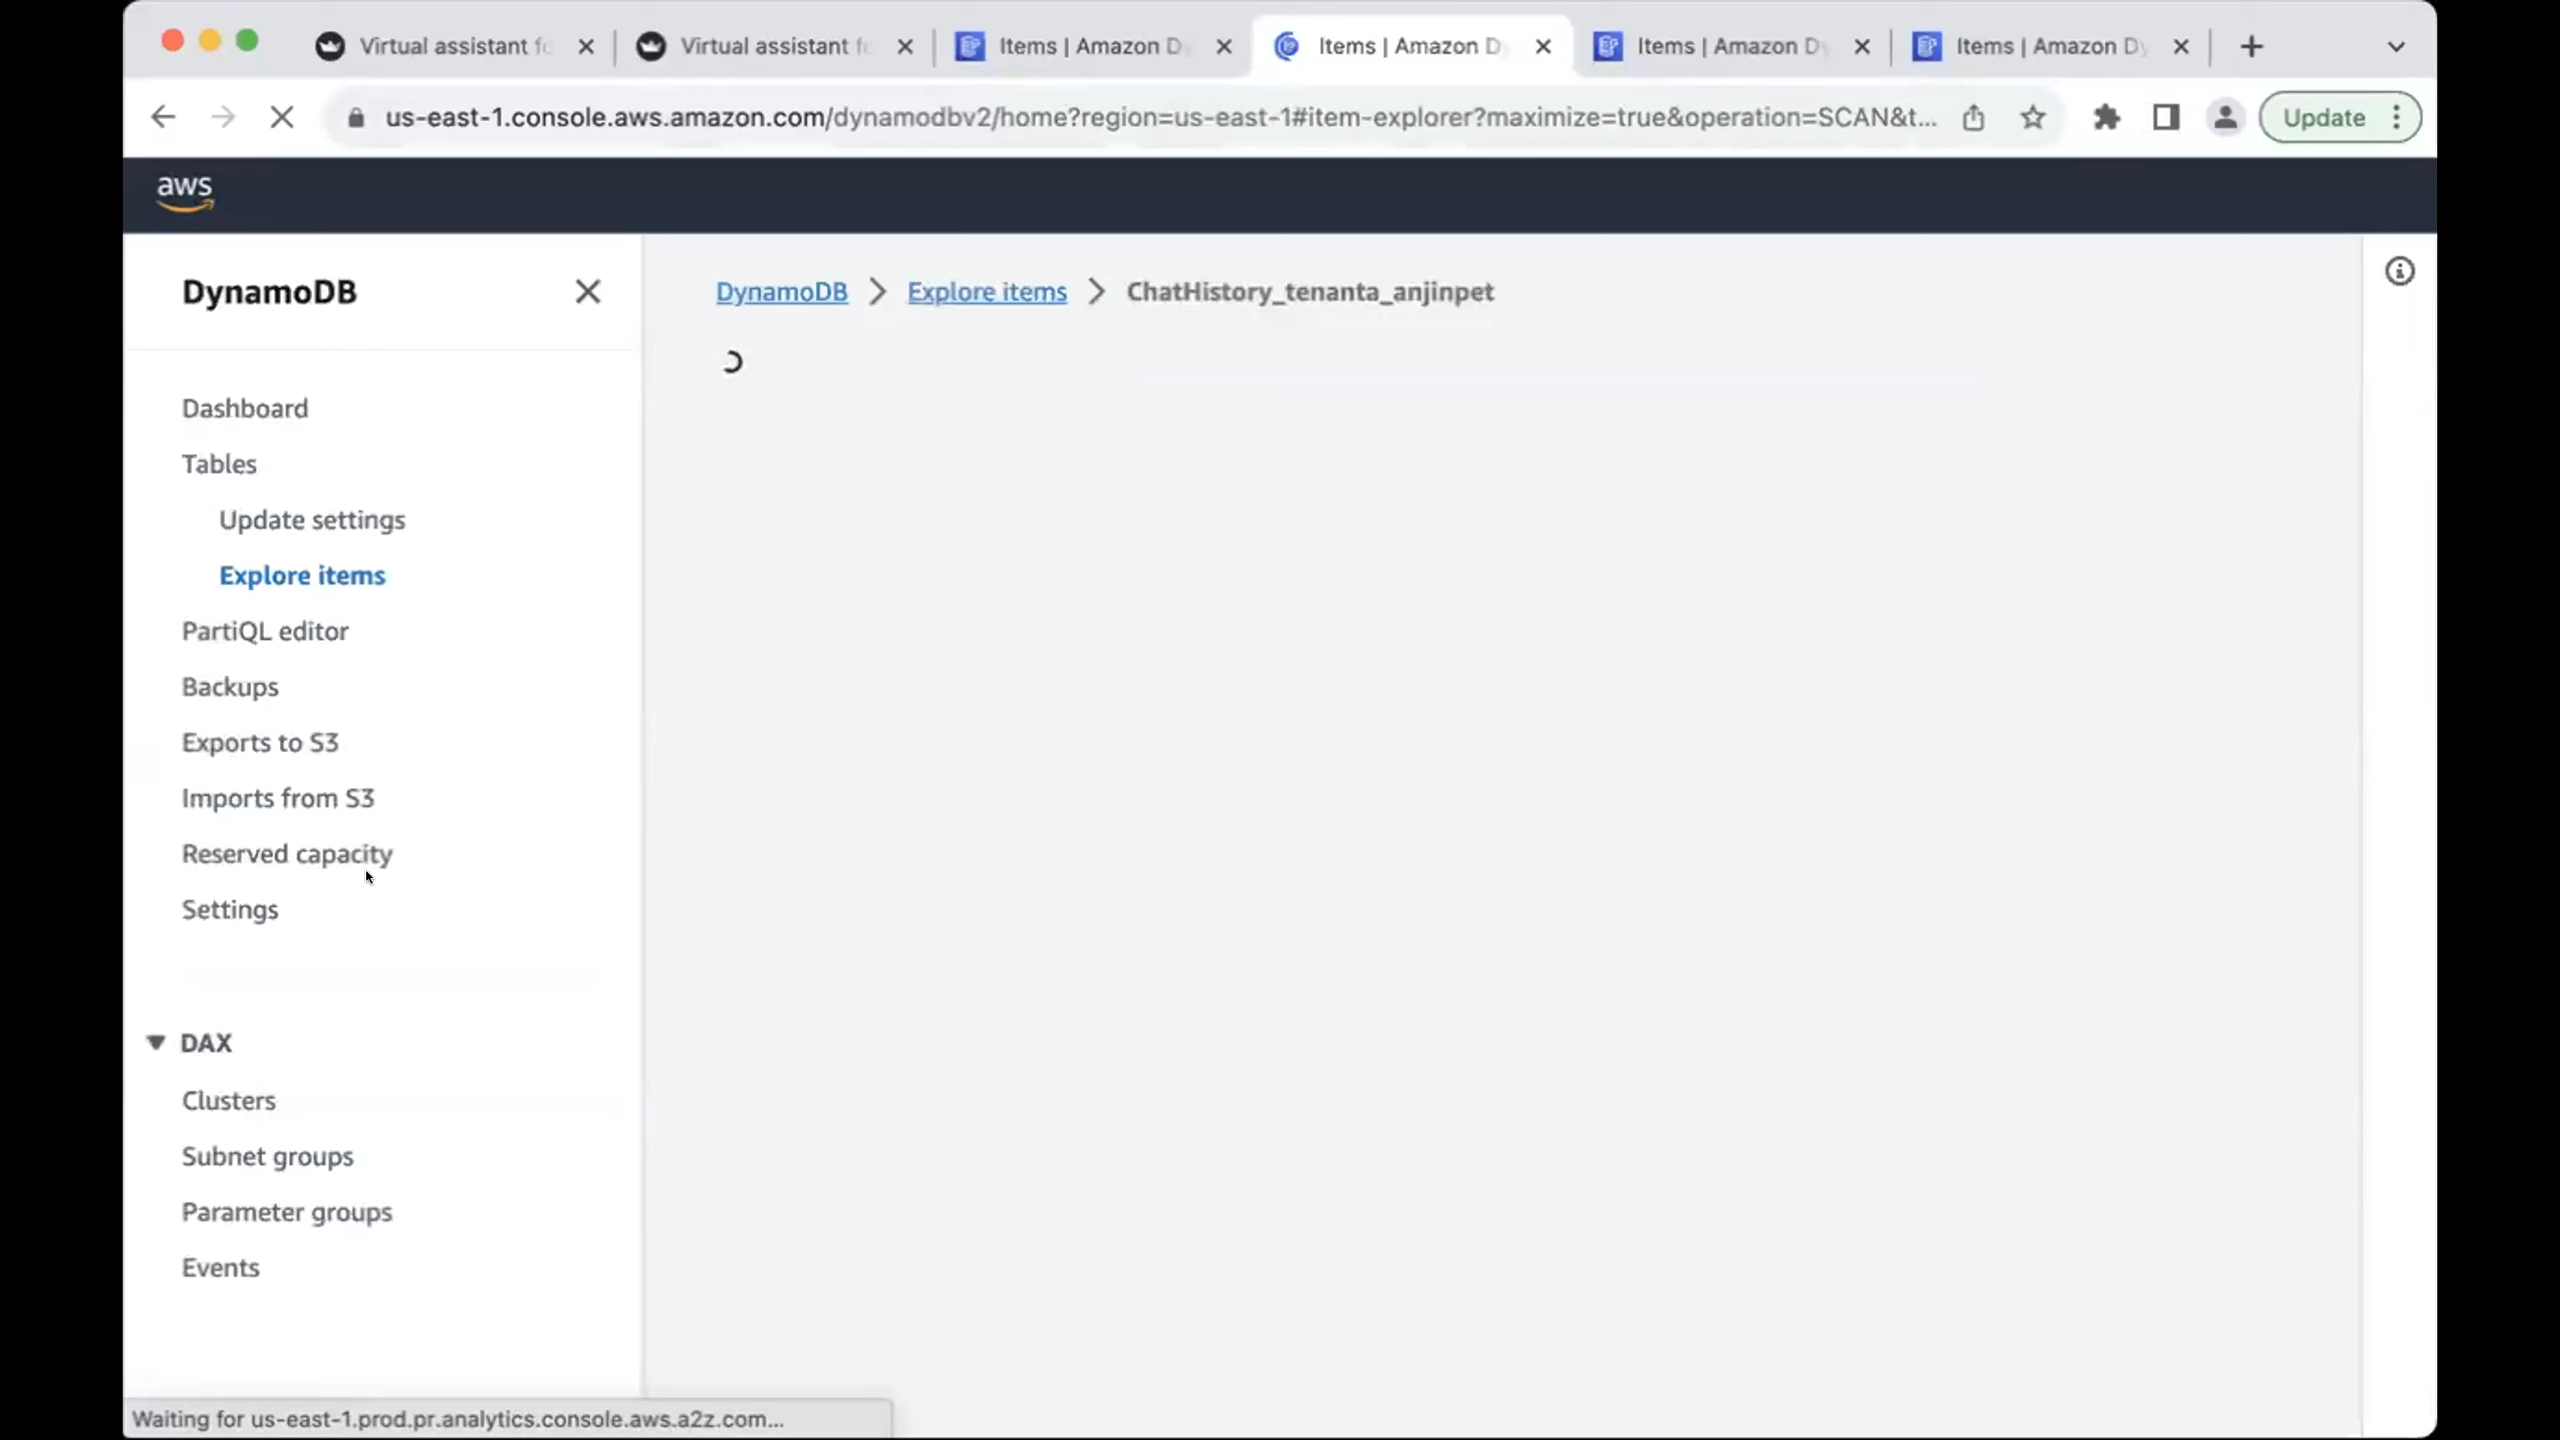 Virtual assistant fo
Virtual assistant f
Items | Amazon D
Items | Amazon D
Items | Amazon D
Items | Amazon Dy
us-east-1.console.aws.amazon.com/dynamodbv2/home?region=us-east-1#item-explorer?maximize=true&operation=SCAN&t...
Update
aws
DynamoDB
DynamoDB
Explore items
ChatHistory_tenanta_anjinpet
Dashboard
Tables
Update settings
Explore items
PartiQL editor
Backups
Exports to S3
Imports from S3
Reserved capacity
Settings
DAX
Clusters
Subnet groups
Parameter groups
Events
Waiting for us-east-1.prod.pr.analytics.console.aws.a2z.com...